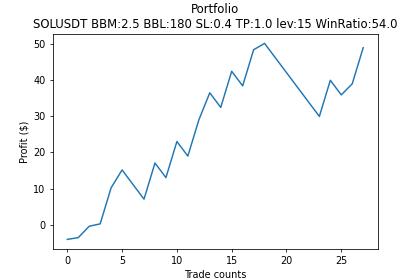 Portfolio
SOLUSDT BBM:2.5 BBL:180 SL:0.4 TP:1.0 lev:15 WinRatio:54.0
50
40
30
20
10
0
Profit ($)
0 5 10 15 20 25
Trade counts